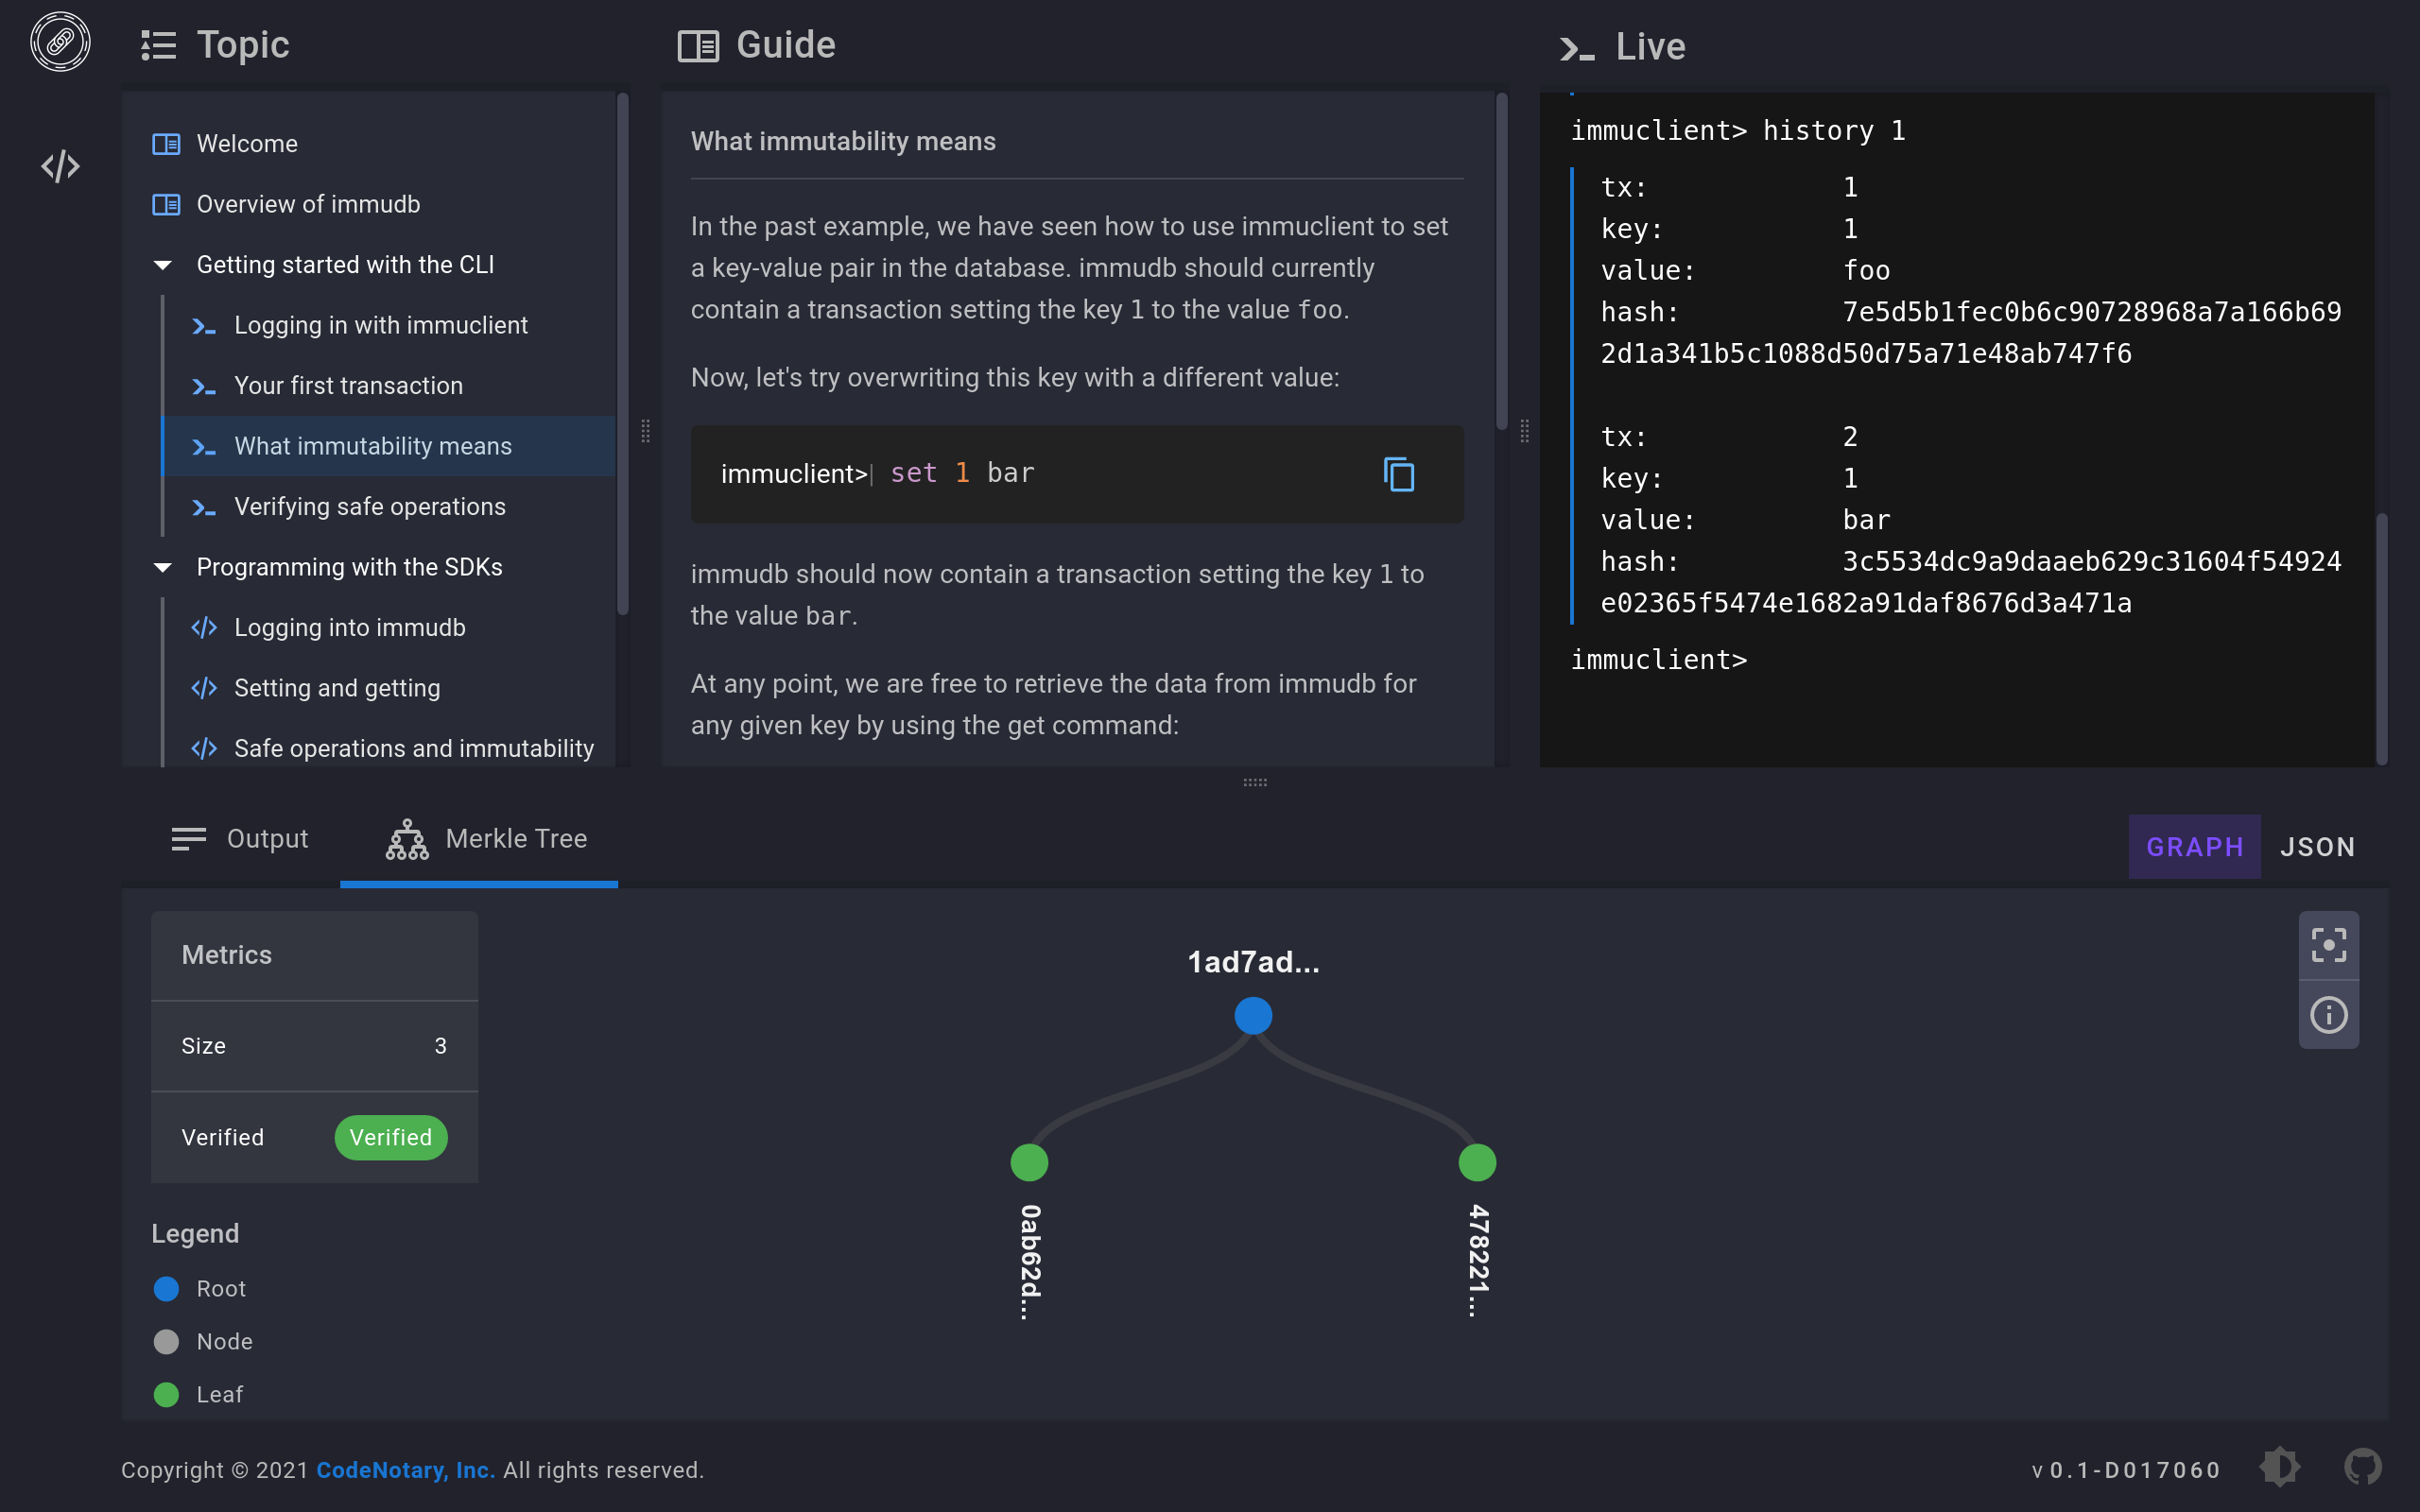 Topic
Welcome
Overview of immudb
Getting started with the CLI
Logging in with immuclient
Your first transaction
What immutability means
Verifying safe operations
Programming with the SDKs
Logging into immudb
Setting and getting
Safe operations and immutability
Guide
What immutability means
In the past example, we have seen how to use immuclient to set
a key-value pair in the database. immudb should currently
contain a transaction setting the key 1 to the value foo.
Now, let's try overwriting this key with a different value:
immuclient>| set 1 bar
immudb should now contain a transaction setting the key 1 to
the value bar.
At any point, we are free to retrieve the data from immudb for
any given key by using the get command:
Live
immuclient> history 1
tx: 1
key: 1
value: foo
hash: 7e5d5b1fec0b6c90728968a7a166b69
2d1a341b5c1088d50d75a71e48ab747f6
tx: 2
key: 1
value: bar
hash: 3c5534dc9a9daaeb629c31604f54924
e02365f5474e1682a91daf8676d3a471a
immuclient>
Output
Merkle Tree
GRAPH
JSON
Metrics
Size 3
Verified Verified
Legend
Root
Node
Leaf
1ad7ad...
0ab62d...
478221...
Copyright © 2021 CodeNotary, Inc. All rights reserved.
v 0.1-D017060